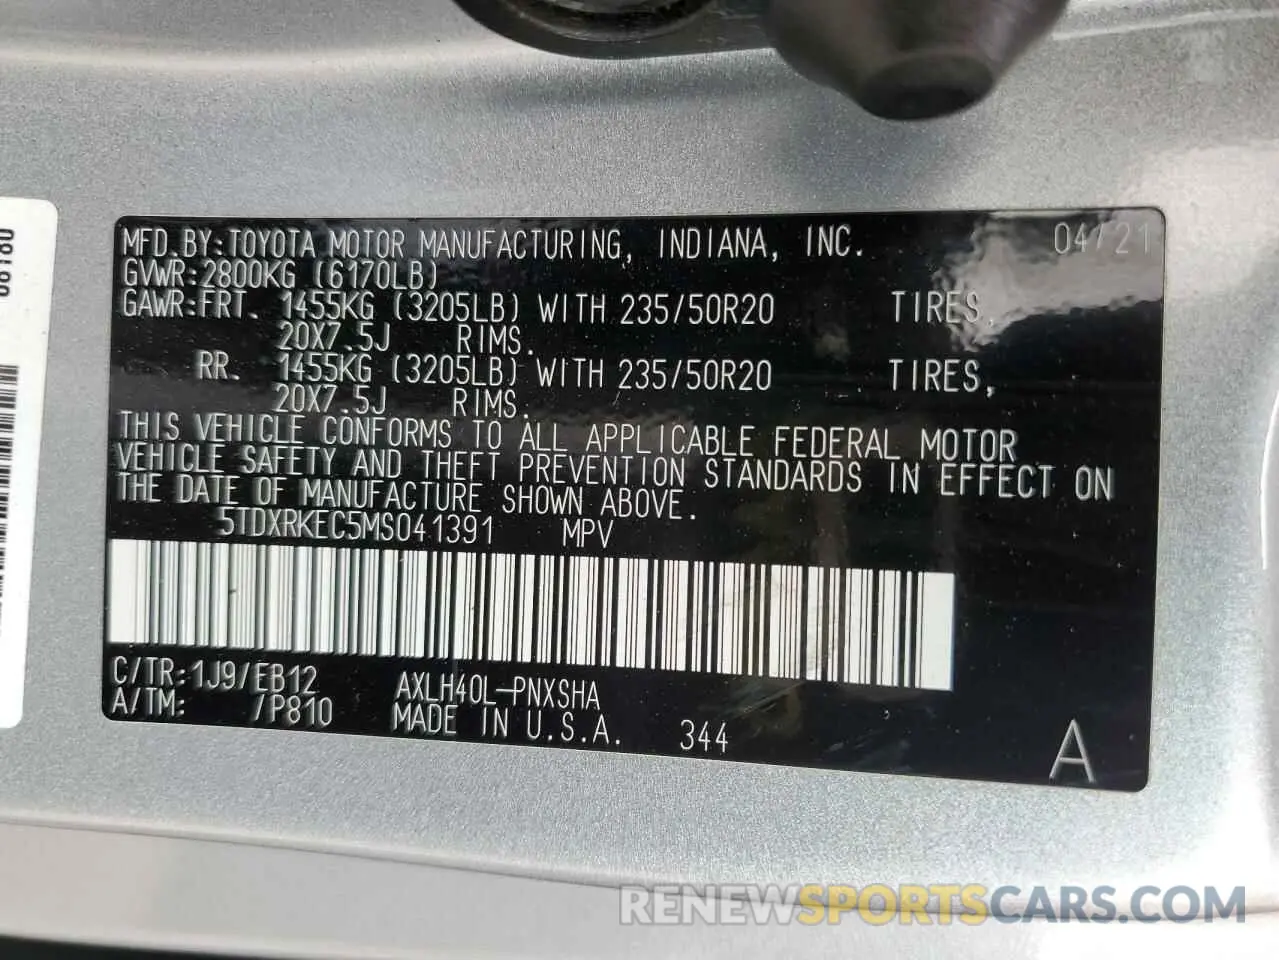 MFD.BY:TOYOTA MOTOR MANUFACTURING, INDIANA, INC. 04/21
GVWR:2800KG (6170LB)
GAWR:FRT. 1455KG (3205LB) WITH 235/50R20 TIRES,
20X7.5J RIMS.
RR. 1455KG (3205LB) WITH 235/50R20 TIRES,
20X7.5J RIMS.
THIS VEHICLE CONFORMS TO ALL APPLICABLE FEDERAL MOTOR
VEHICLE SAFETY AND THEFT PREVENTION STANDARDS IN EFFECT ON
THE DATE OF MANUFACTURE SHOWN ABOVE.
5TDXRKEC5MS041391 MPV
C/TR:1J9/EB12 AXLH40L-PNXSHA
A/TM: /P810 MADE IN U.S.A. 344
A
RENEWSPORTSCARS.COM